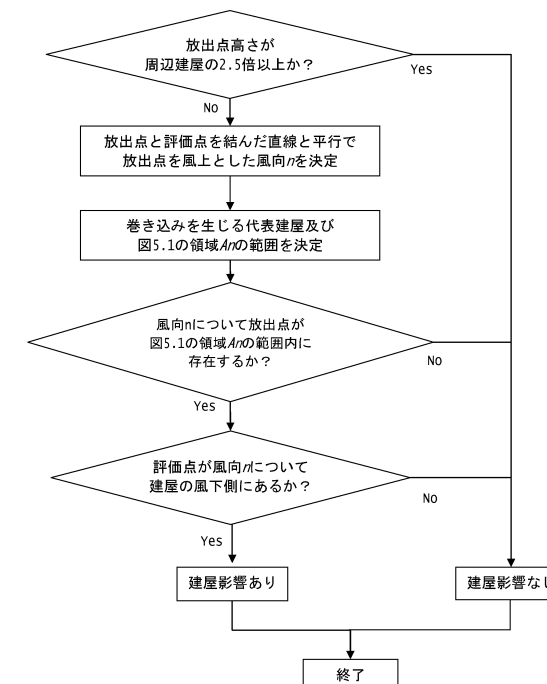 放出点高さが
周辺建屋の2.5倍以上か？
Yes
No
放出点と評価点を結んだ直線と平行で
放出点を風上とした風向nを決定
巻き込みを生じる代表建屋及び
図5.1の領域Anの範囲を決定
風向nについて放出点が
図5.1の領域Anの範囲内に
存在するか？
No
Yes
評価点が風向nについて
建屋の風下側にあるか？
No
Yes
建屋影響あり
建屋影響なし
終了